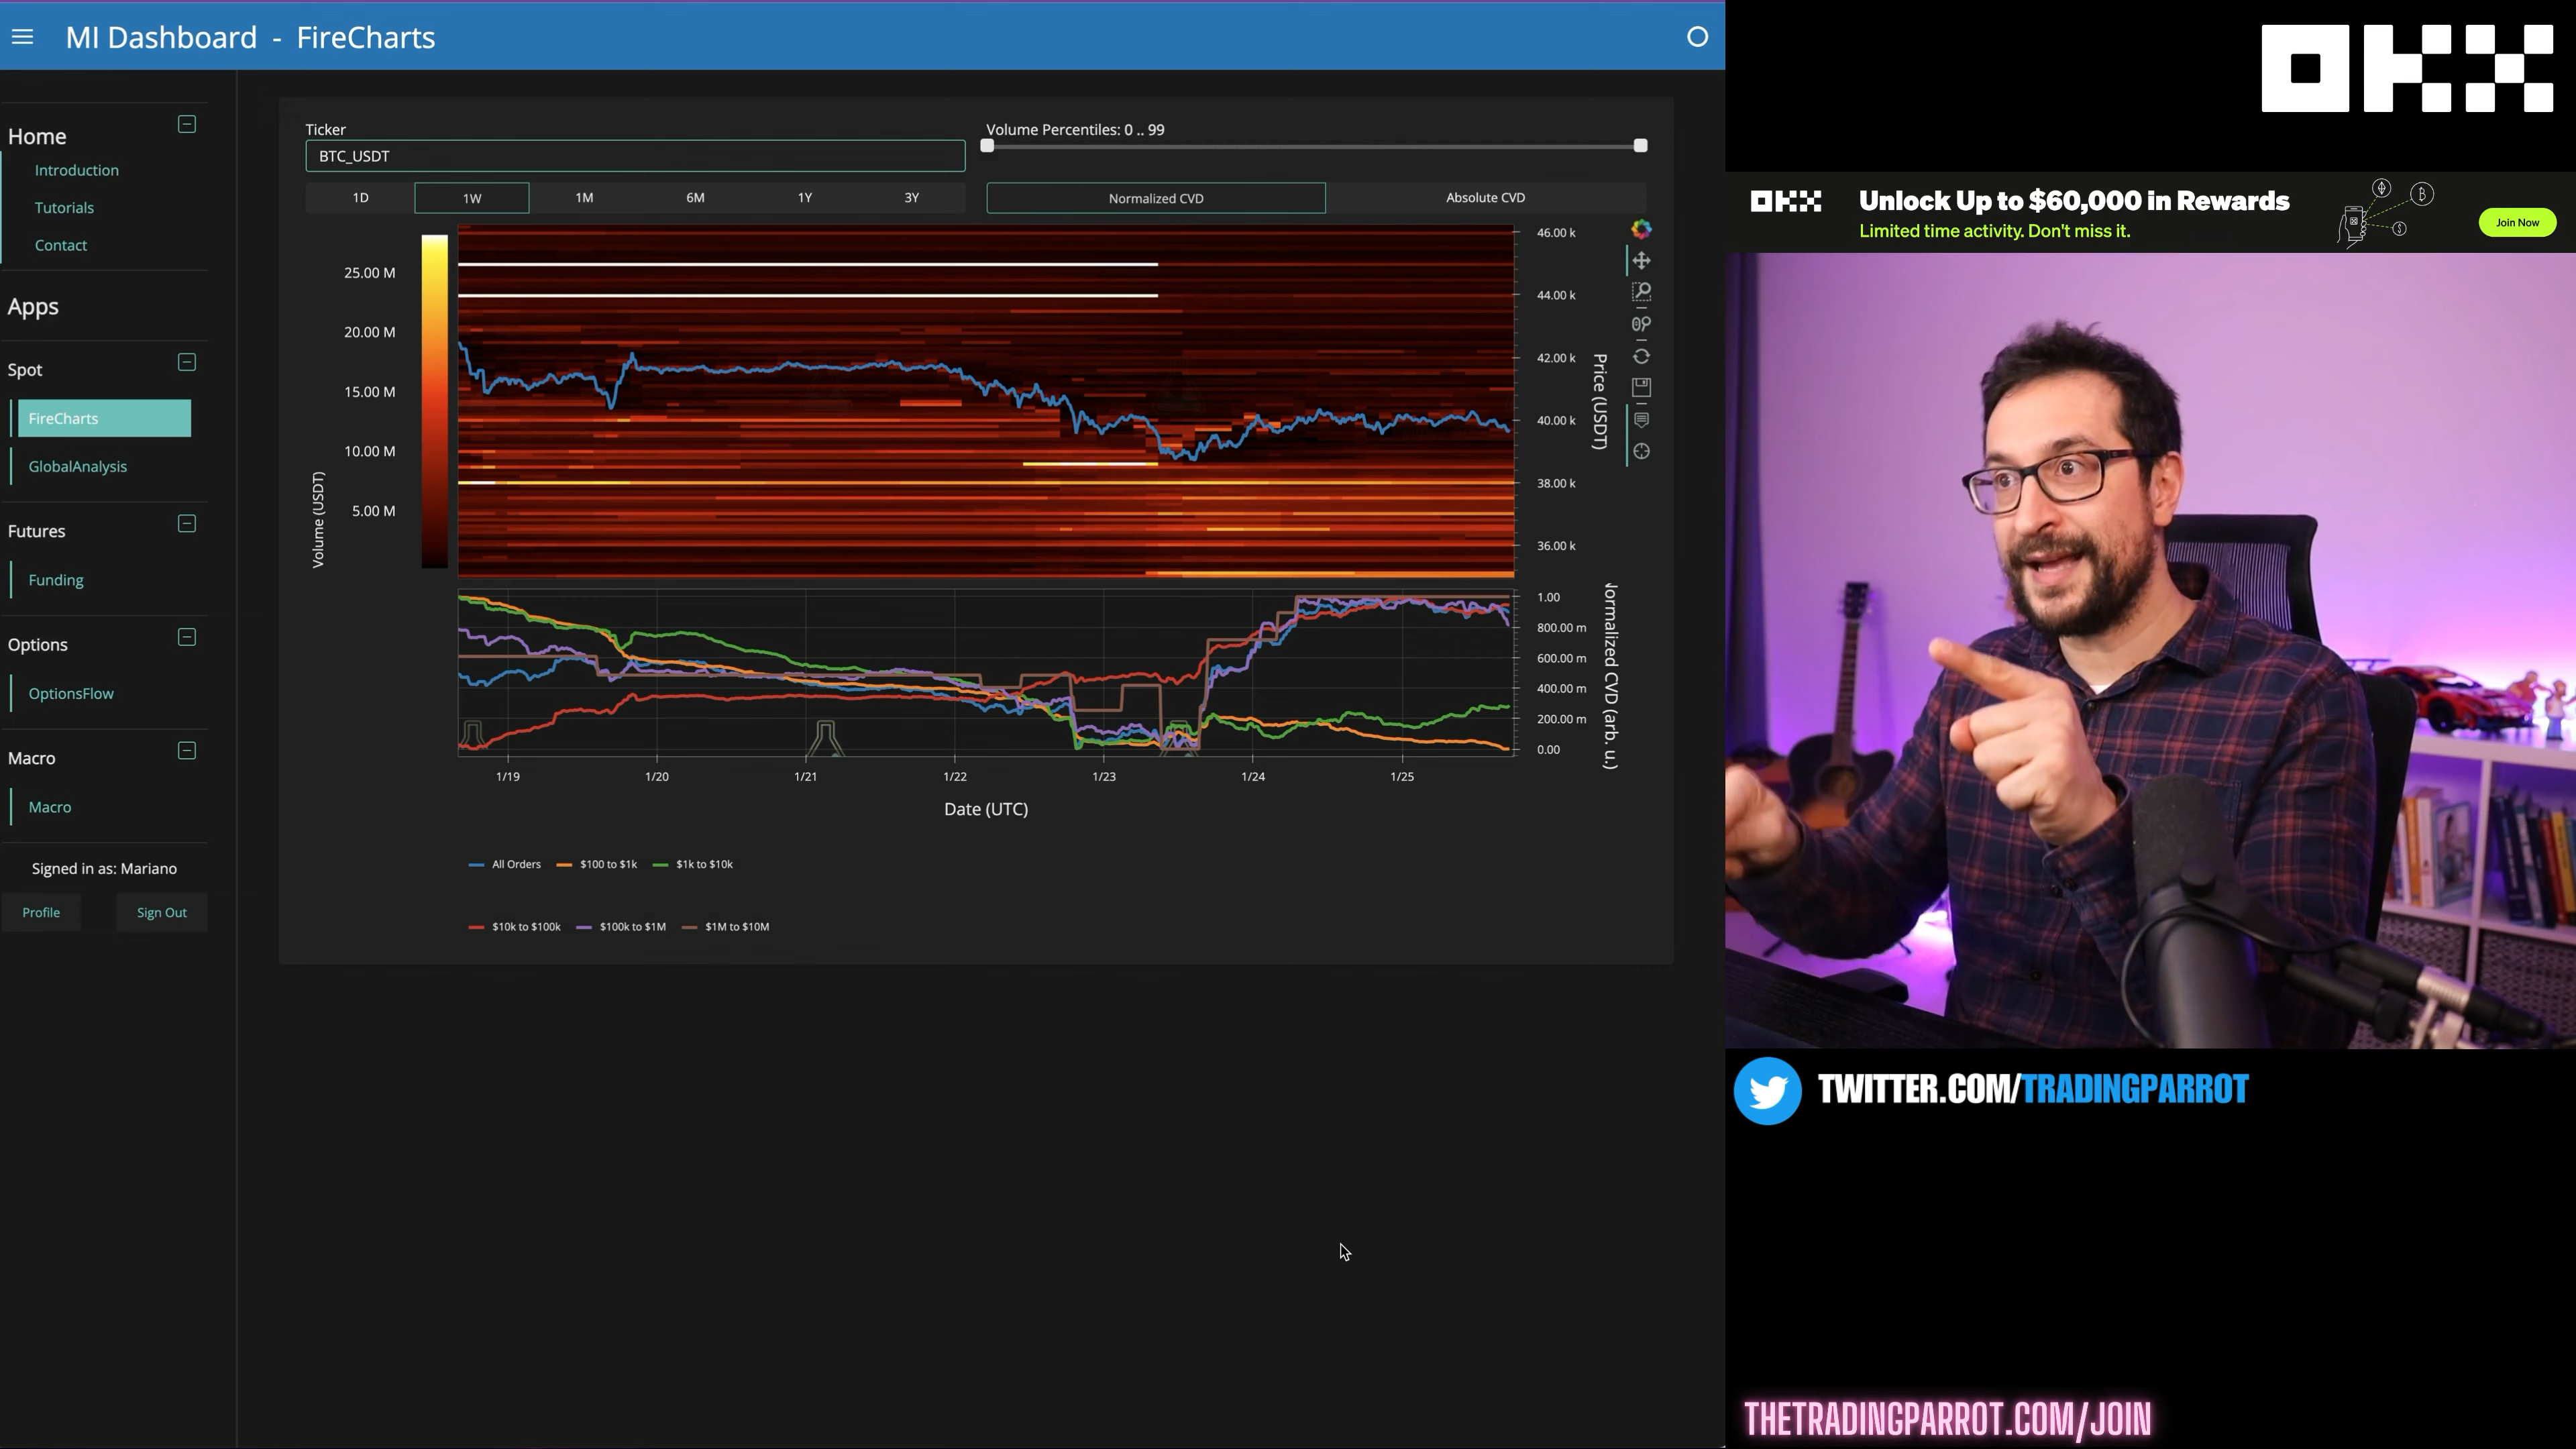 MI Dashboard - FireCharts
Home
Introduction
Tutorials
Contact
Apps
Spot
FireCharts
GlobalAnalysis
Futures
Funding
Options
OptionsFlow
Macro
Macro
Signed in as: Mariano
Profile
Sign Out
Ticker
BTC_USDT
Volume Percentiles: 0 .. 99
1D
1W
1M
6M
1Y
3Y
Normalized CVD
Absolute CVD
25.00 M
20.00 M
15.00 M
10.00 M
5.00 M
Volume (USDT)
46.00 k
44.00 k
42.00 k
40.00 k
38.00 k
36.00 k
Price (USDT)
1.00
800.00 m
600.00 m
400.00 m
200.00 m
0.00
Normalized CVD (arb. u.)
1/19
1/20
1/21
1/22
1/23
1/24
1/25
Date (UTC)
All Orders
$100 to $1k
$1k to $10k
$10k to $100k
$100k to $1M
$1M to $10M
OKX
OKX
Unlock Up to $60,000 in Rewards
Limited time activity. Don't miss it.
Join Now
TWITTER.COM/TRADINGPARROT
THETRADINGPARROT.COM/JOIN